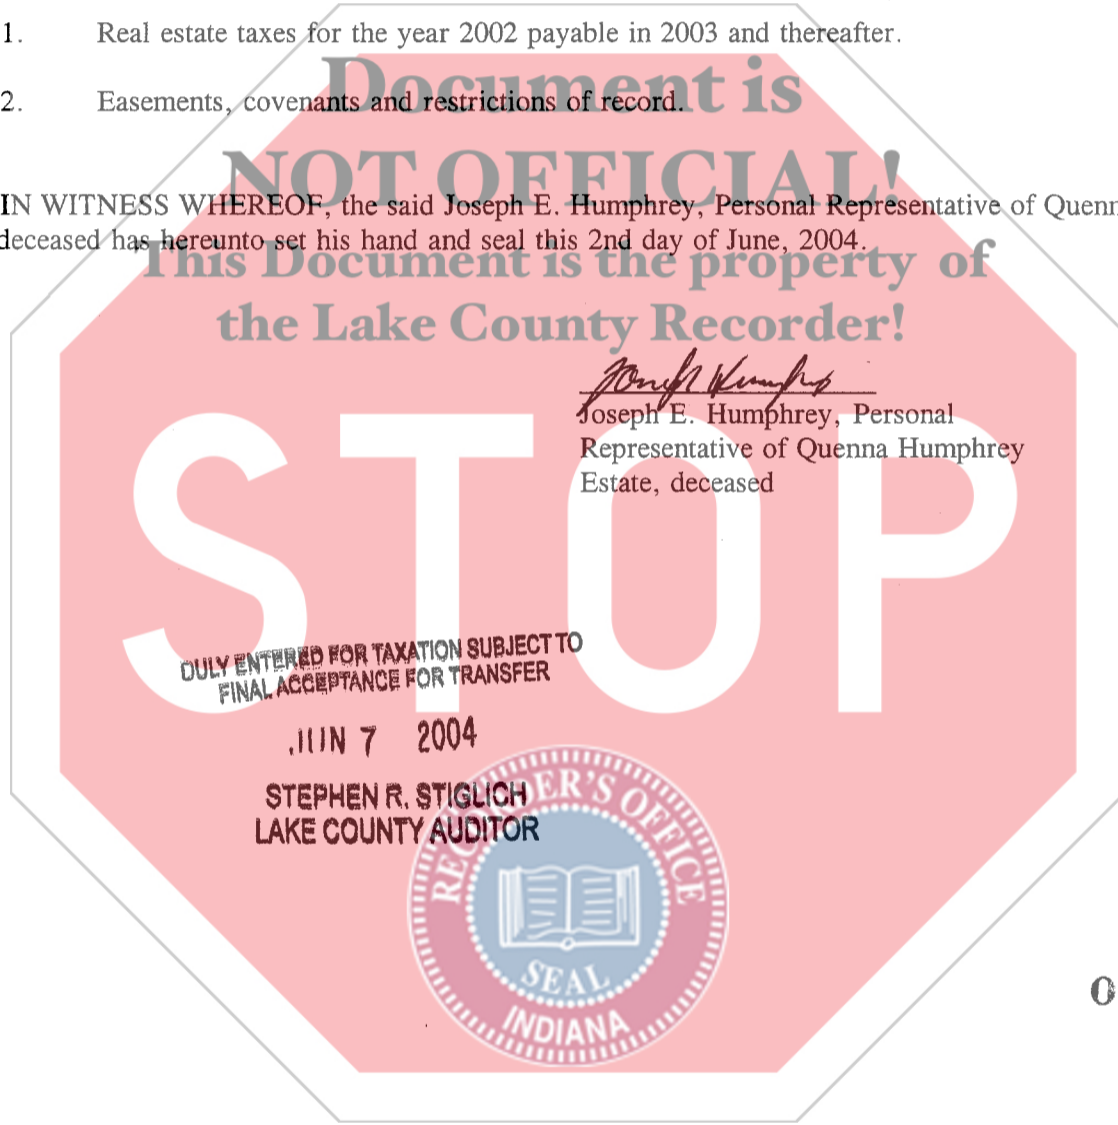 1. Real estate taxes for the year 2002 payable in 2003 and thereafter.
Document is
2. Easements, covenants and restrictions of record.
NOT OFFICIAL!
IN WITNESS WHEREOF, the said Joseph E. Humphrey, Personal Representative of Quenn
deceased has hereunto set his hand and seal this 2nd day of June, 2004.
This Document is the property of
the Lake County Recorder!
Joseph E. Humphrey, Personal
Representative of Quenna Humphrey
Estate, deceased
STOP
DULY ENTERED FOR TAXATION SUBJECT TO
FINAL ACCEPTANCE FOR TRANSFER
JUN 7 2004
STEPHEN R. STIGLICH
LAKE COUNTY AUDITOR
RECORDER'S OFFICE
SEAL
INDIANA